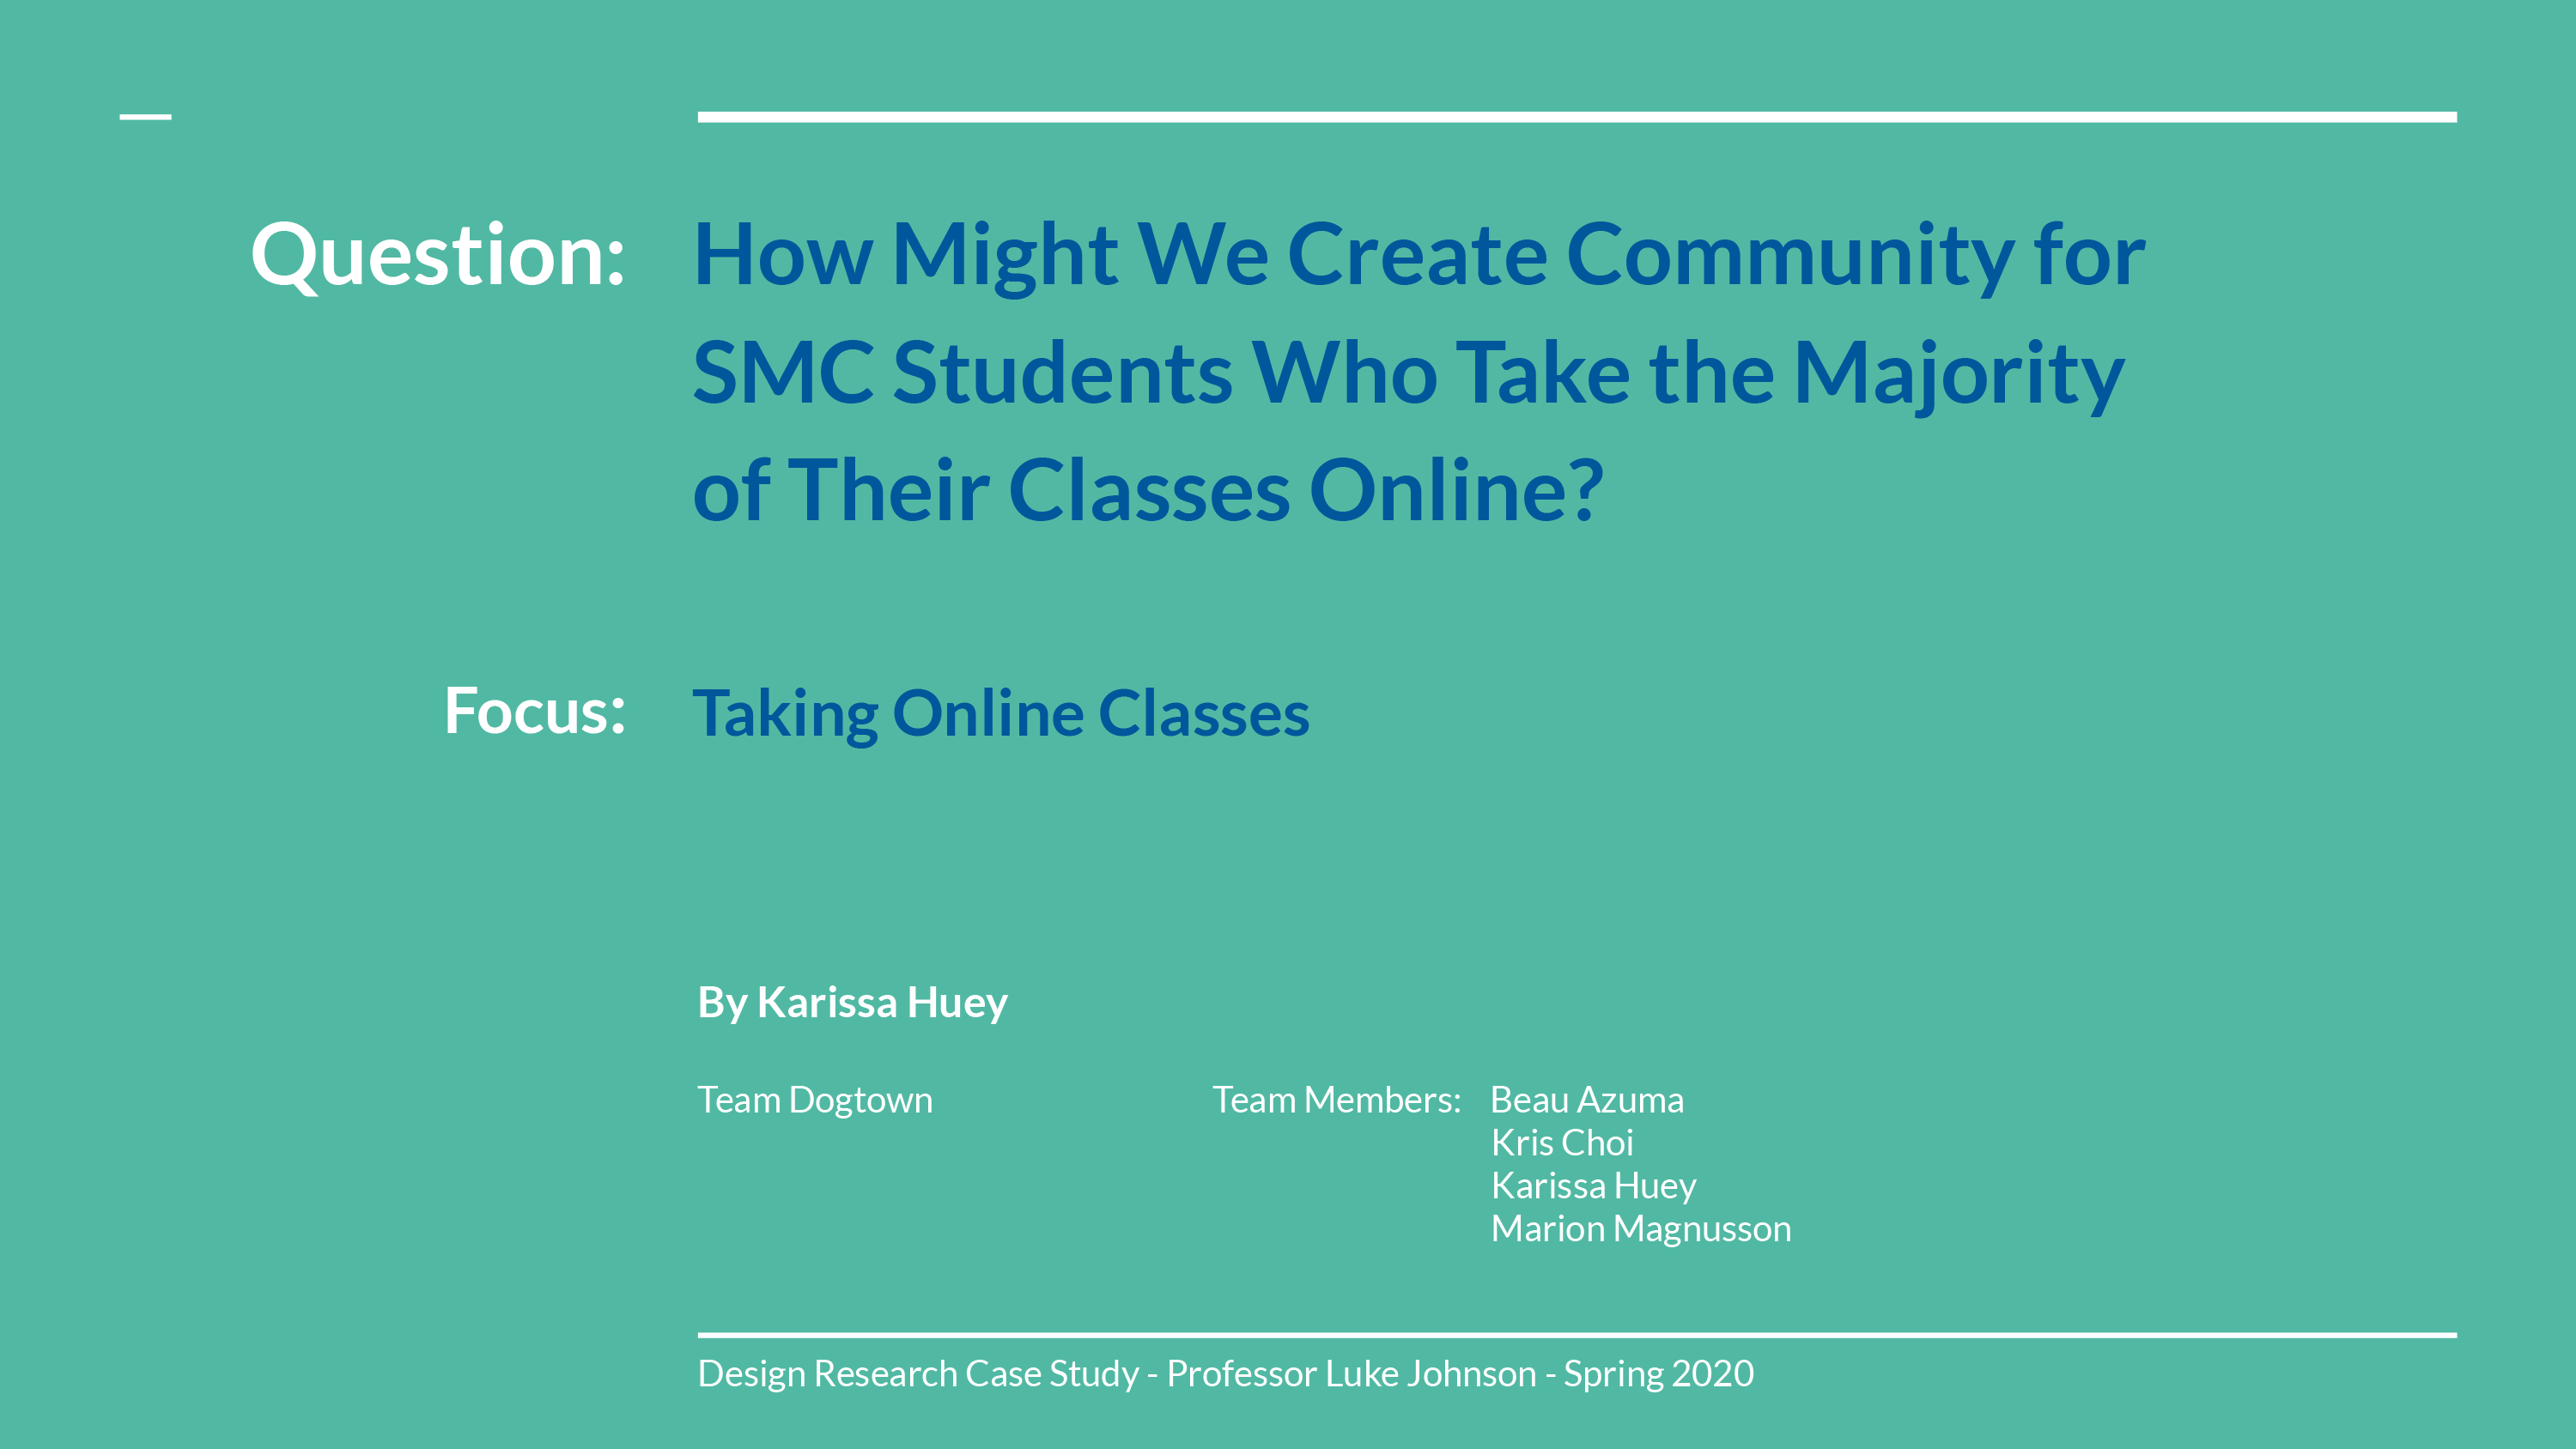 Question: How Might We Create Community for
SMC Students Who Take the Majority
of Their Classes Online?
Focus: Taking Online Classes
By Karissa Huey
Team Dogtown Team Members: Beau Azuma
Kris Choi
Karissa Huey
Marion Magnusson
Design Research Case Study - Professor Luke Johnson - Spring 2020